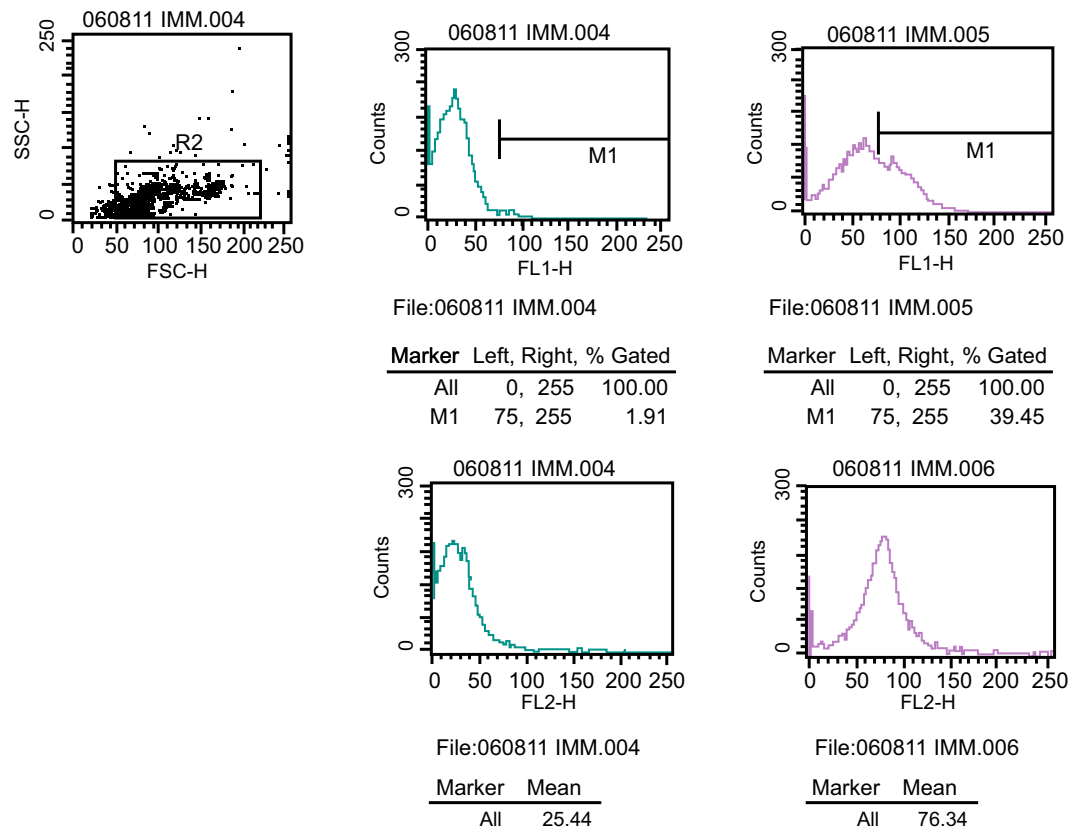 060811 IMM.004
250
SSC-H
R2
0
0 50 100 150 200 250
FSC-H
060811 IMM.004
300
Counts
M1
0
0 50 100 150 200 250
FL1-H
File:060811 IMM.004
Marker Left, Right, % Gated
All 0, 255 100.00
M1 75, 255 1.91
060811 IMM.005
300
Counts
M1
0
0 50 100 150 200 250
FL1-H
File:060811 IMM.005
Marker Left, Right, % Gated
All 0, 255 100.00
M1 75, 255 39.45
060811 IMM.004
300
Counts
0
0 50 100 150 200 250
FL2-H
File:060811 IMM.004
Marker Mean
All 25.44
060811 IMM.006
300
Counts
0
0 50 100 150 200 250
FL2-H
File:060811 IMM.006
Marker Mean
All 76.34